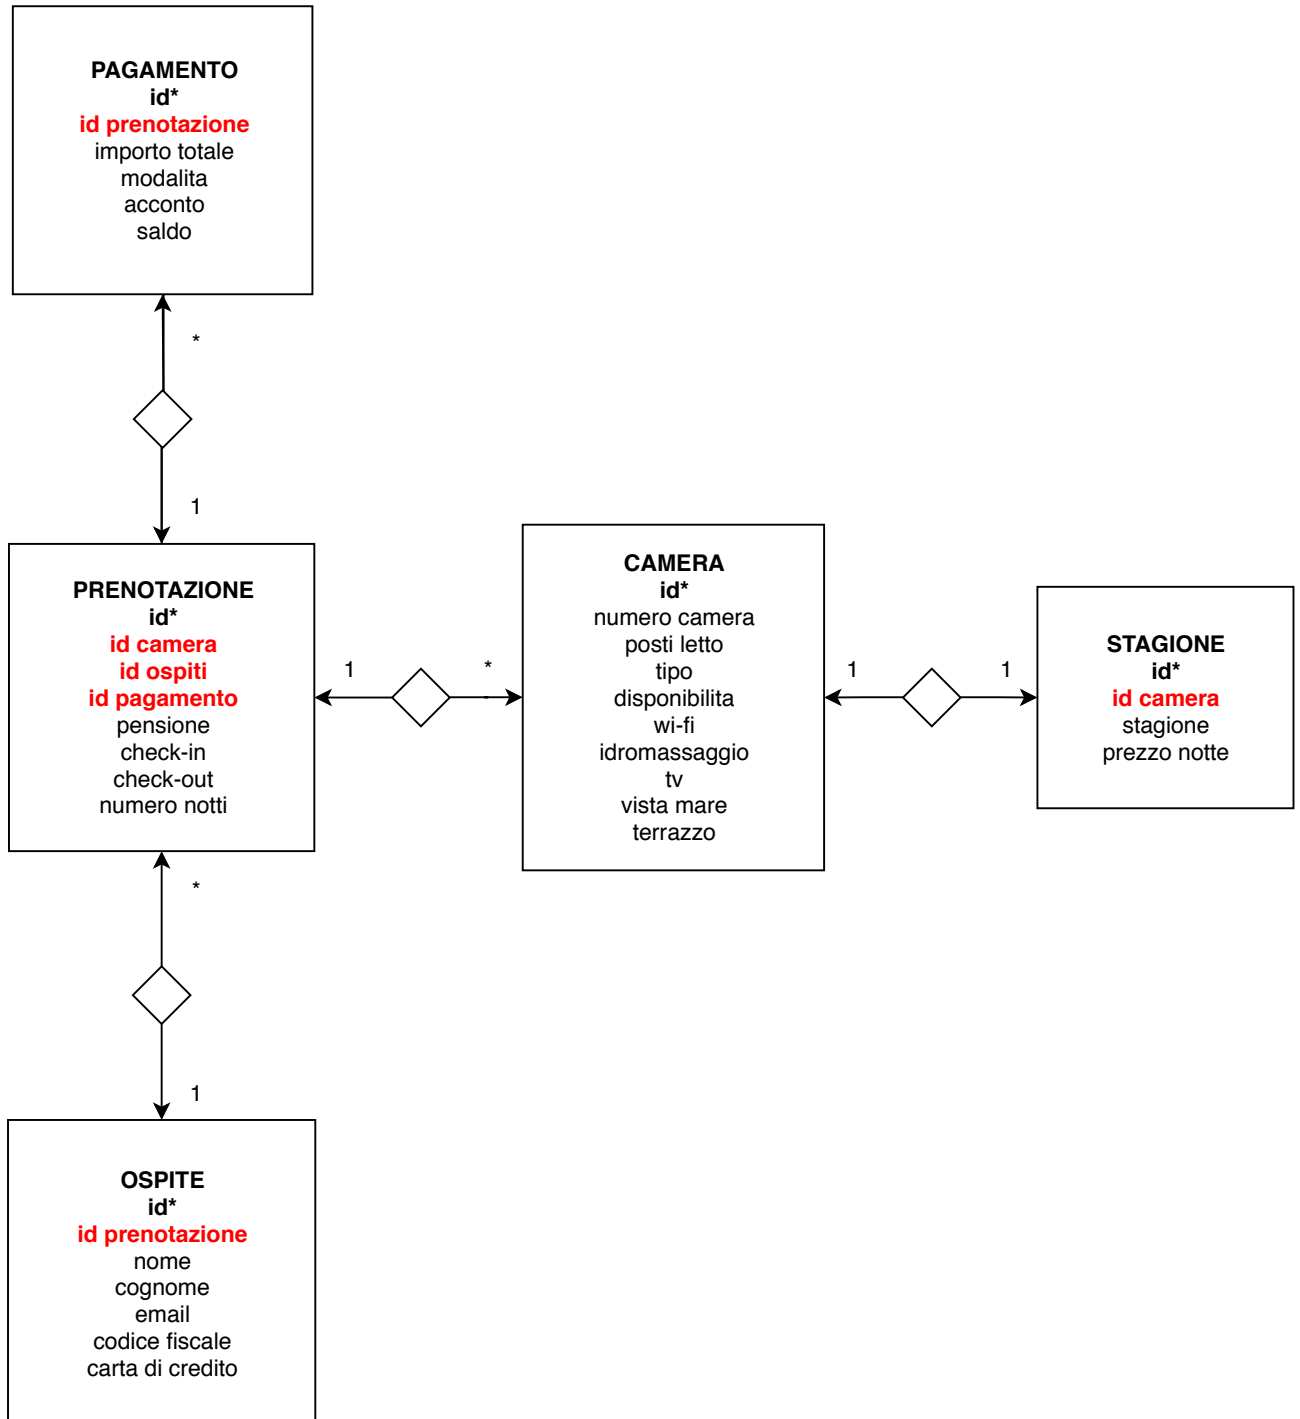 PAGAMENTO
id*
id prenotazione
importo totale
modalita
acconto
saldo
*
1
PRENOTAZIONE
id*
id camera
id ospiti
id pagamento
pensione
check-in
check-out
numero notti
1
*
CAMERA
id*
numero camera
posti letto
tipo
disponibilita
wi-fi
idromassaggio
tv
vista mare
terrazzo
1
1
STAGIONE
id*
id camera
stagione
prezzo notte
*
1
OSPITE
id*
id prenotazione
nome
cognome
email
codice fiscale
carta di credito